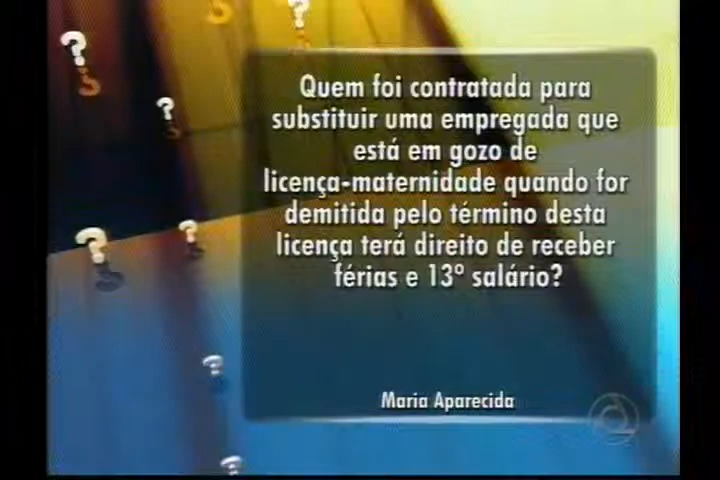 Quem foi contratada para
substituir uma empregada que
está em gozo de
licença-maternidade quando for
demitida pelo término desta
licença terá direito de receber
férias e 13º salário?
Maria Aparecida